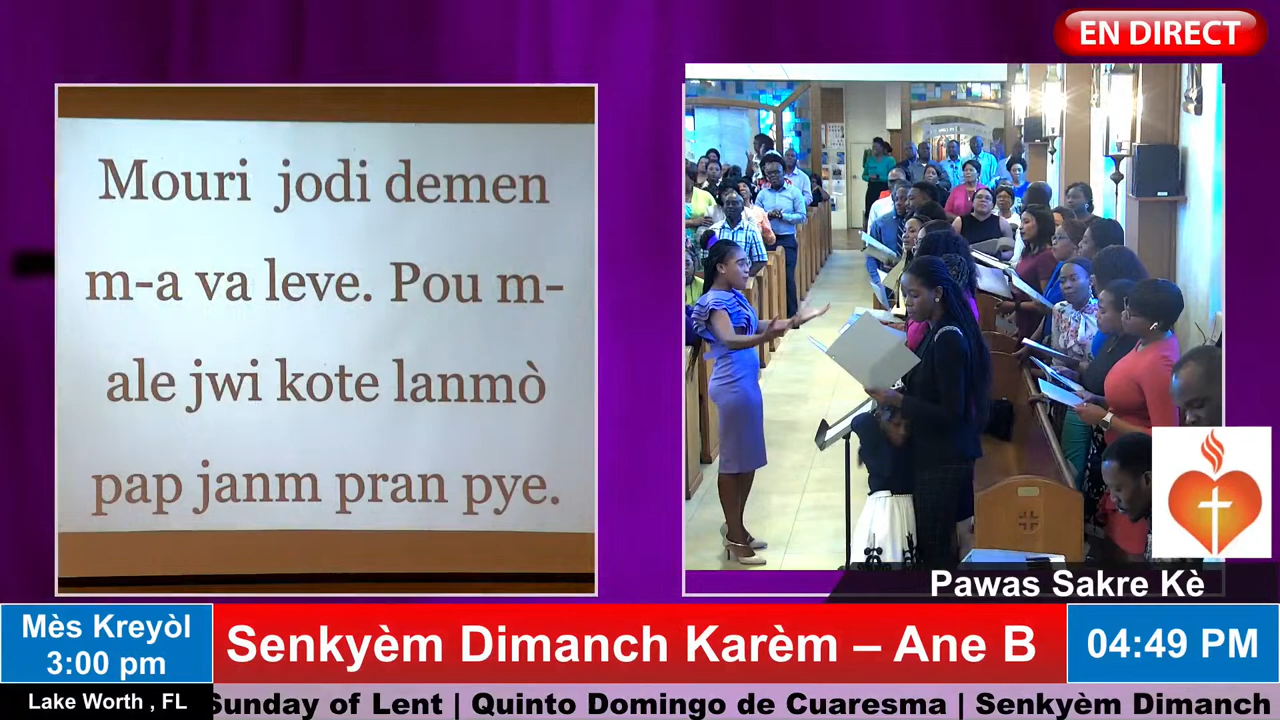 EN DIRECT
Mouri jodi demen
m-a va leve. Pou m-
ale jwi kote lanmò
pap janm pran pye.
Pawas Sakre Kè
Mès Kreyòl
3:00 pm
Senkyèm Dimanch Karèm – Ane B
04:49 PM
Lake Worth , FL
Sunday of Lent | Quinto Domingo de Cuaresma | Senkyèm Dimanch